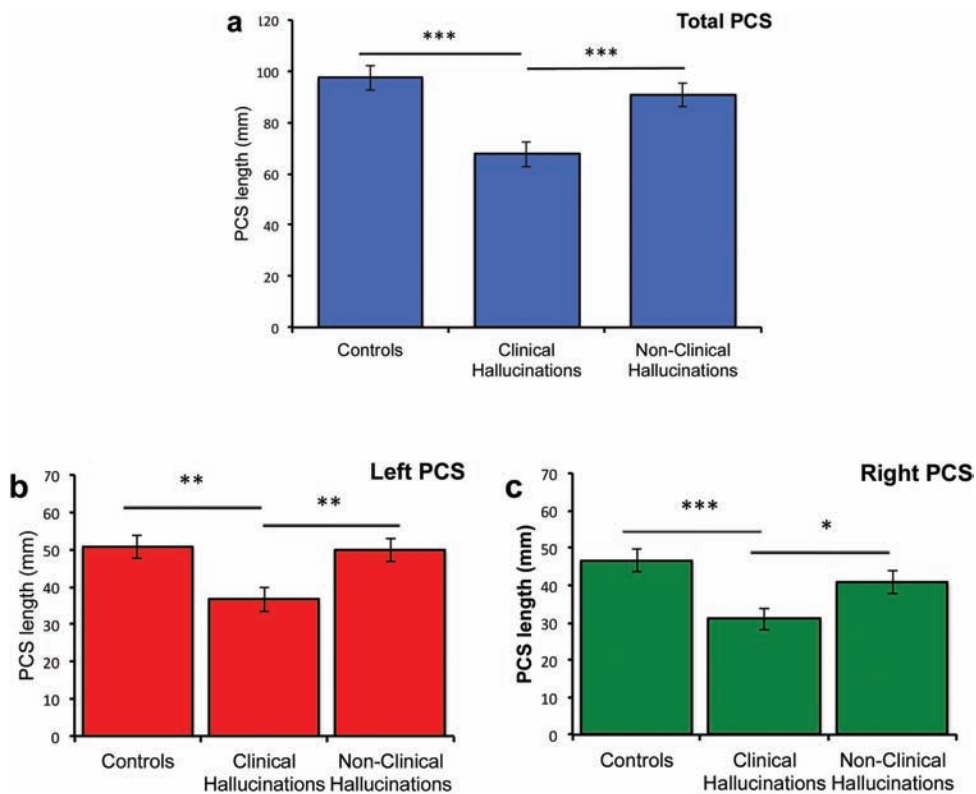 a
Total PCS
***
***
PCS length (mm)
120
100
80
60
40
20
0
Controls
Clinical
Hallucinations
Non-Clinical
Hallucinations
b
Left PCS
**
**
PCS length (mm)
70
60
50
40
30
20
10
0
Controls
Clinical
Hallucinations
Non-Clinical
Hallucinations
c
Right PCS
***
*
PCS length (mm)
70
60
50
40
30
20
10
0
Controls
Clinical
Hallucinations
Non-Clinical
Hallucinations